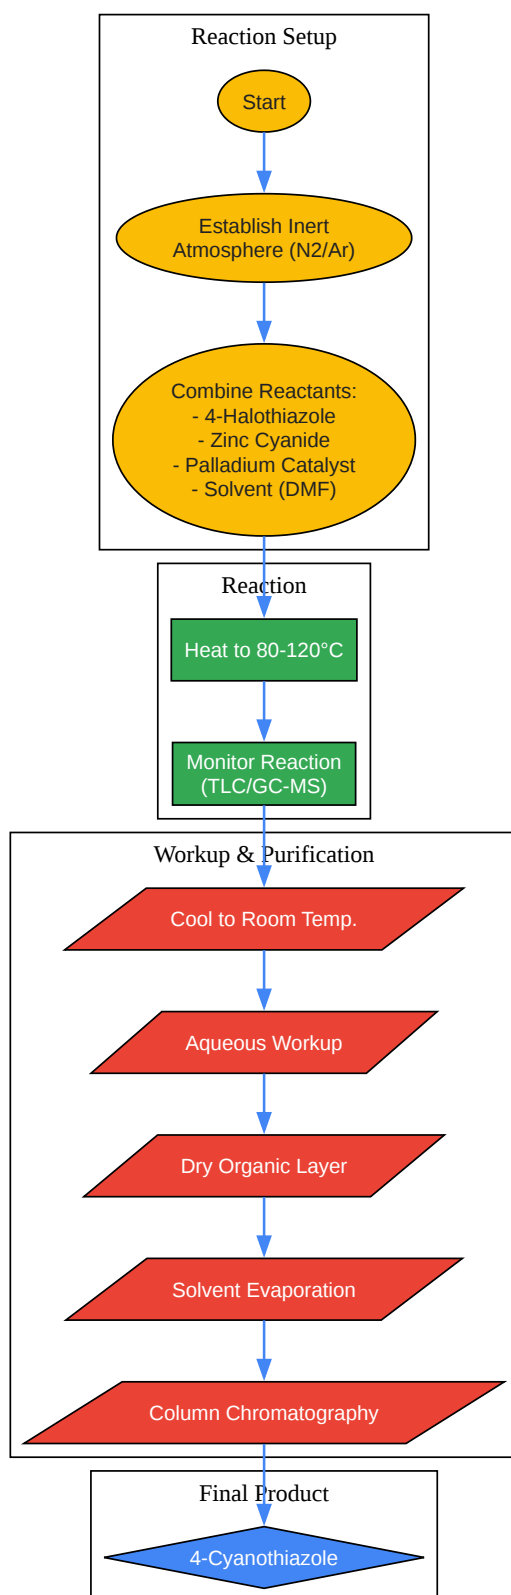 Reaction Setup
Start
Establish Inert
Atmosphere (N2/Ar)
Combine Reactants:
- 4-Halothiazole
- Zinc Cyanide
- Palladium Catalyst
- Solvent (DMF)
Reaction
Heat to 80-120°C
Monitor Reaction
(TLC/GC-MS)
Workup & Purification
Cool to Room Temp.
Aqueous Workup
Dry Organic Layer
Solvent Evaporation
Column Chromatography
Final Product
4-Cyanothiazole